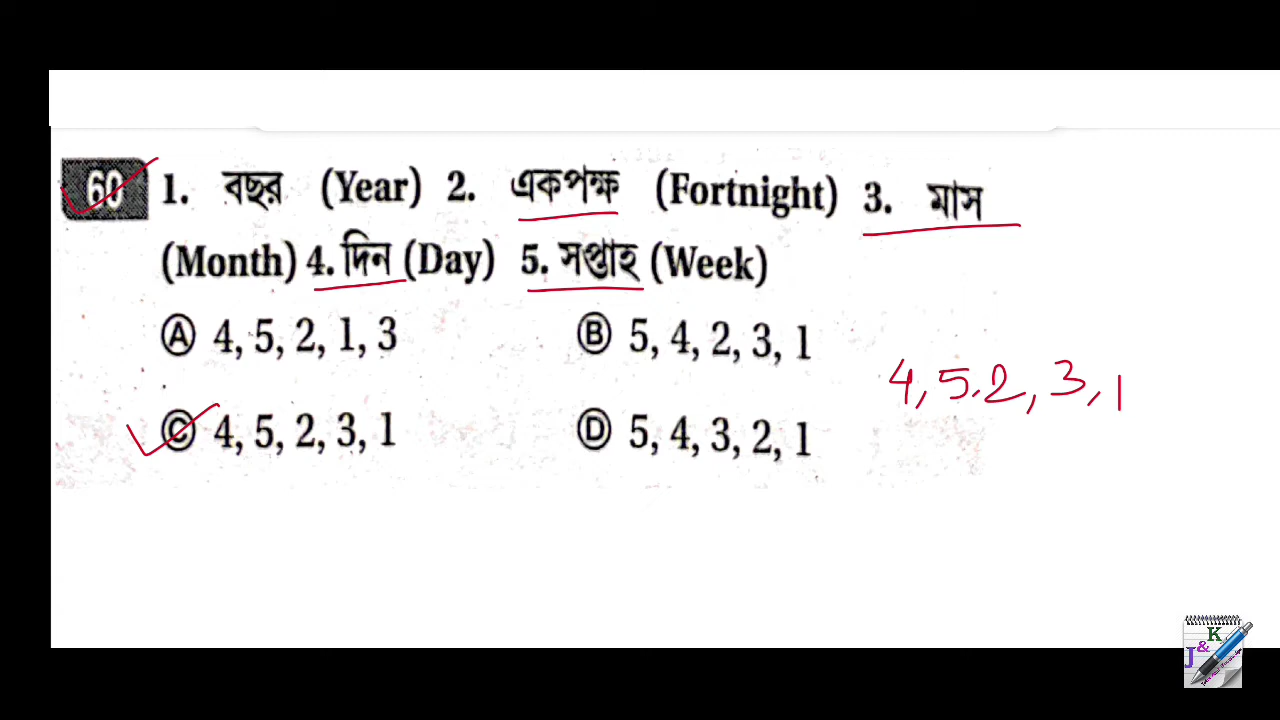 60 1. বছর (Year) 2. একপক্ষ (Fortnight) 3. মাস
(Month) 4. দিন (Day) 5. সপ্তাহ (Week)
Ⓐ 4, 5, 2, 1, 3 Ⓑ 5, 4, 2, 3, 1
4, 5, 2, 3, 1
Ⓒ 4, 5, 2, 3, 1 Ⓓ 5, 4, 3, 2, 1
J&K